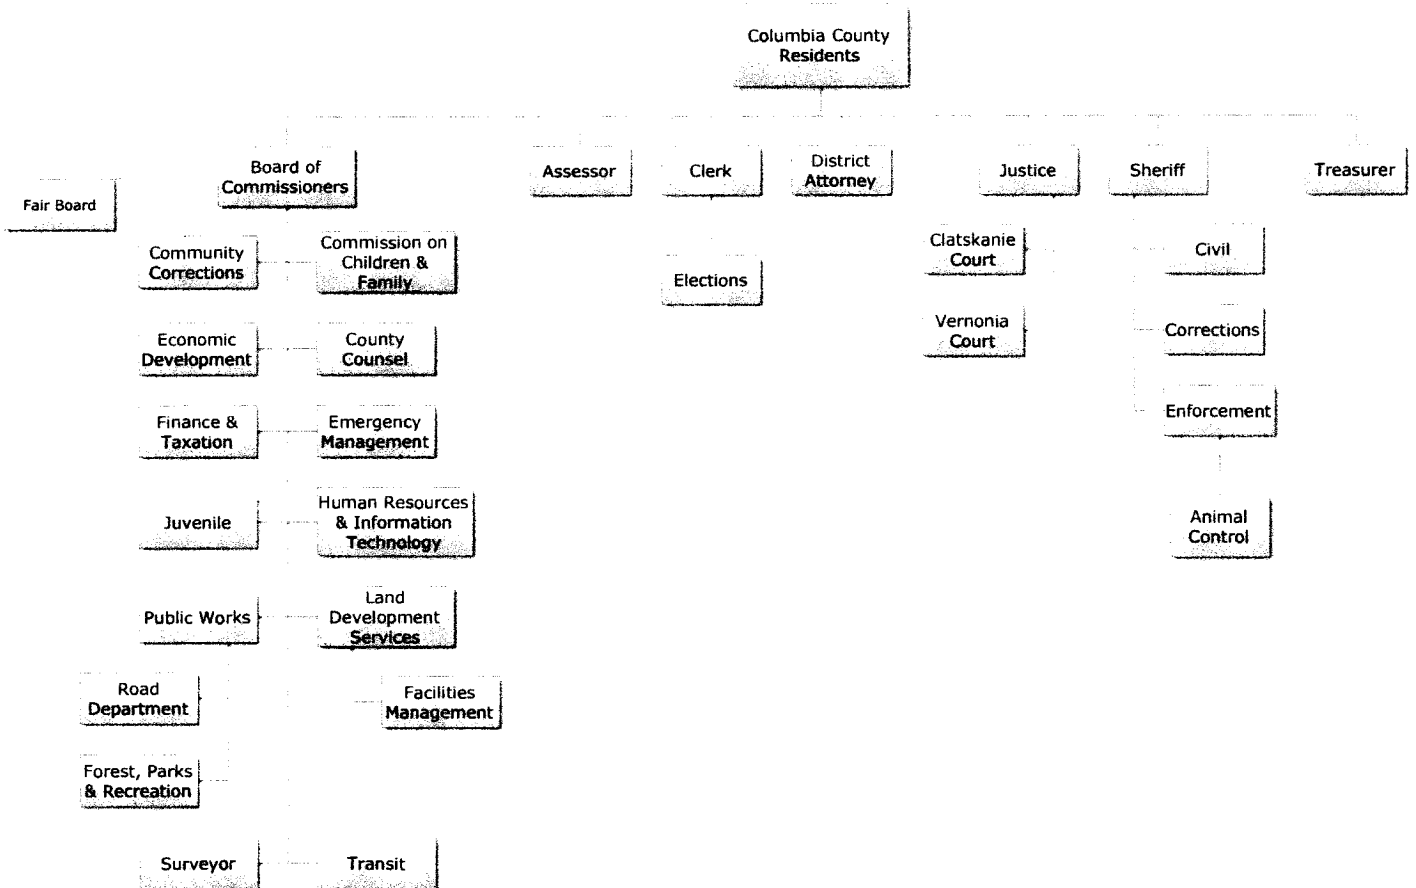 Columbia County
Residents
Board of
Commissioners
Assessor
Clerk
District
Attorney
Justice
Sheriff
Treasurer
Fair Board
Community
Corrections
Commission on
Children &
Family
Elections
Clatskanie
Court
Civil
Economic
Development
County
Counsel
Vernonia
Court
Corrections
Finance &
Taxation
Emergency
Management
Enforcement
Juvenile
Human Resources
& Information
Technology
Animal
Control
Public Works
Land
Development
Services
Road
Department
Facilities
Management
Forest, Parks
& Recreation
Surveyor
Transit